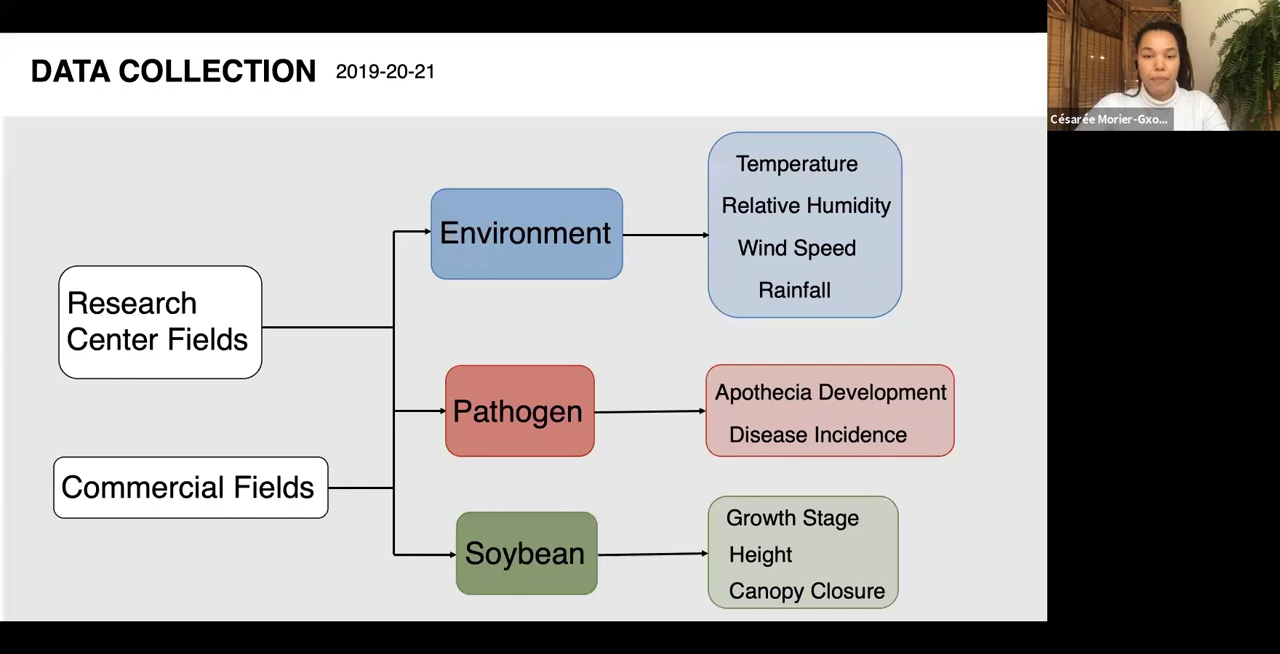 DATA COLLECTION 2019-20-21
Césarée Morier-Gxo...
Research
Center Fields
Commercial Fields
Environment
Temperature
Relative Humidity
Wind Speed
Rainfall
Pathogen
Apothecia Development
Disease Incidence
Soybean
Growth Stage
Height
Canopy Closure